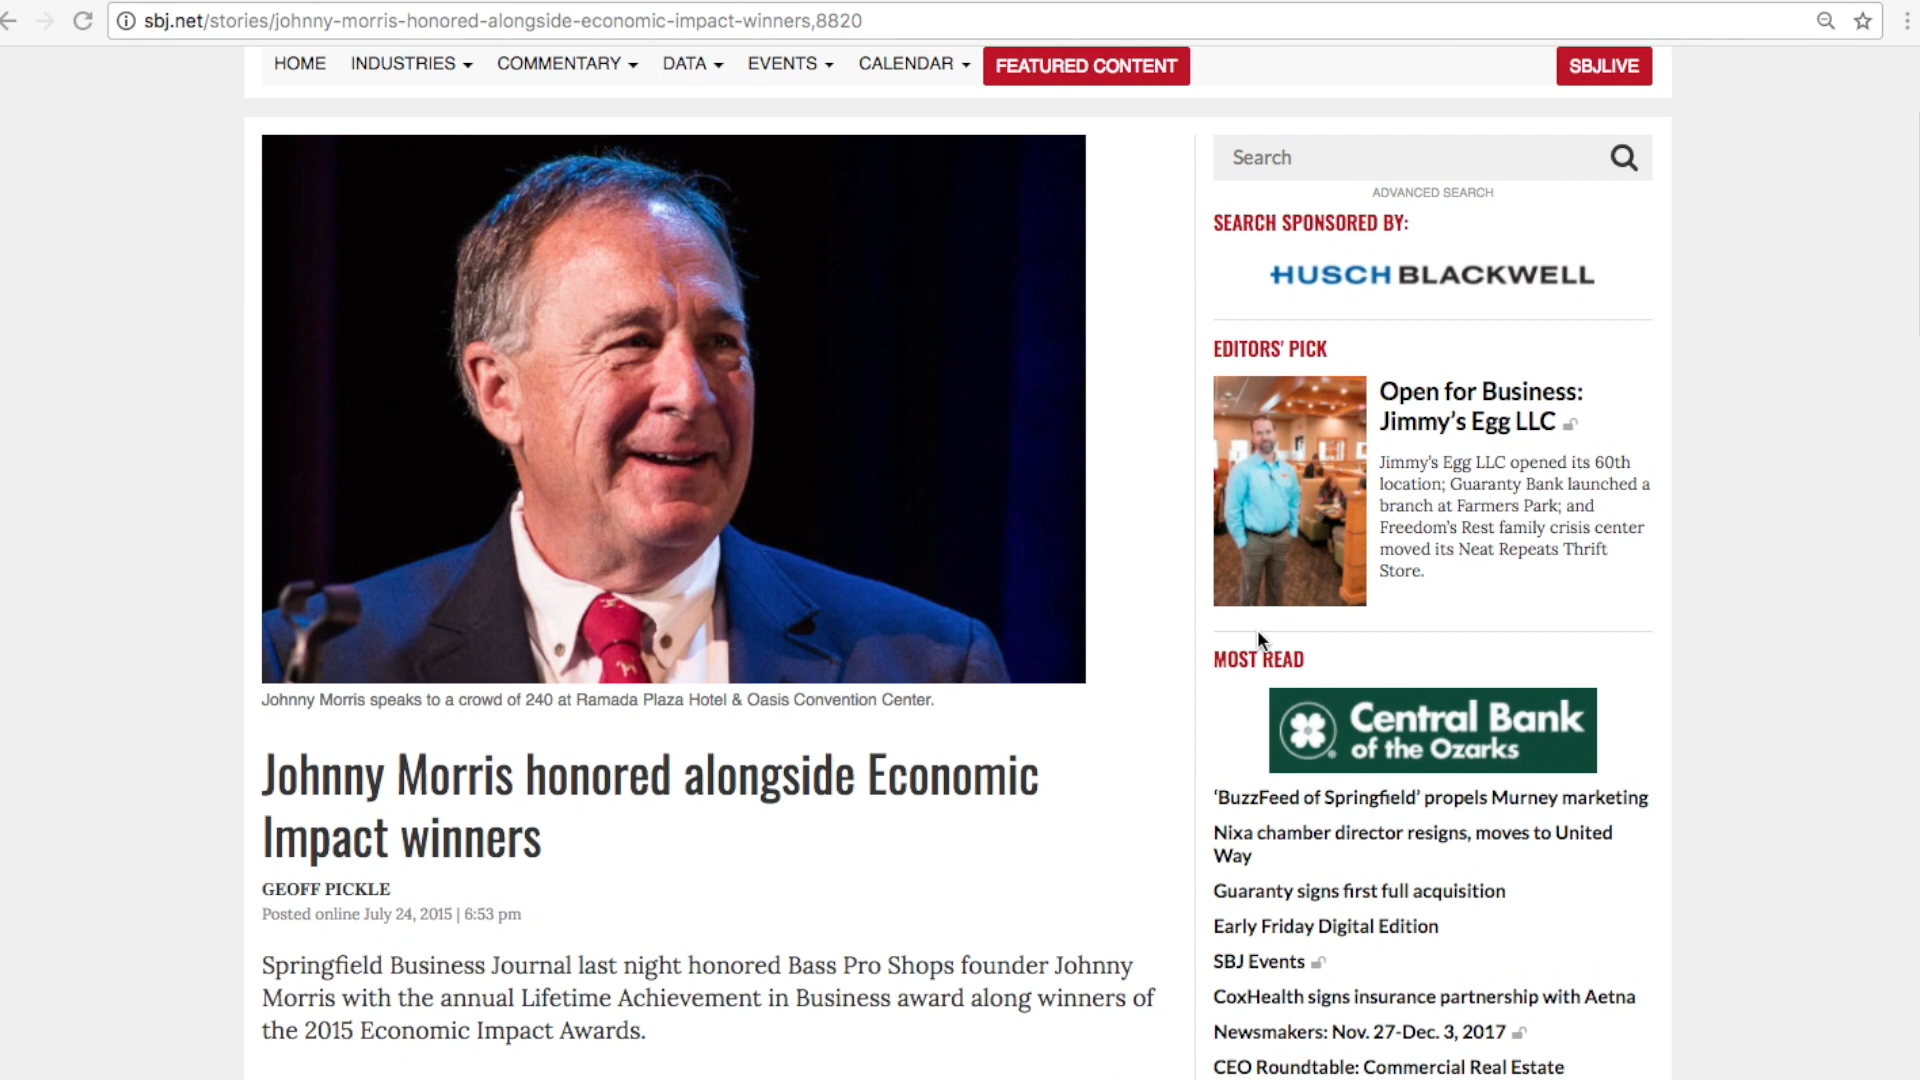 sbj.net/stories/johnny-morris-honored-alongside-economic-impact-winners,8820
HOME INDUSTRIES COMMENTARY DATA EVENTS CALENDAR FEATURED CONTENT SBJLIVE
Johnny Morris speaks to a crowd of 240 at Ramada Plaza Hotel & Oasis Convention Center.
Johnny Morris honored alongside Economic
Impact winners
GEOFF PICKLE
Posted online July 24, 2015 | 6:53 pm
Springfield Business Journal last night honored Bass Pro Shops founder Johnny
Morris with the annual Lifetime Achievement in Business award along winners of
the 2015 Economic Impact Awards.
Search
ADVANCED SEARCH
SEARCH SPONSORED BY:
HUSCH BLACKWELL
EDITORS' PICK
Open for Business:
Jimmy's Egg LLC
Jimmy's Egg LLC opened its 60th
location; Guaranty Bank launched a
branch at Farmers Park; and
Freedom's Rest family crisis center
moved its Neat Repeats Thrift
Store.
MOST READ
Central Bank
of the Ozarks
‘BuzzFeed of Springfield’ propels Murney marketing
Nixa chamber director resigns, moves to United
Way
Guaranty signs first full acquisition
Early Friday Digital Edition
SBJ Events
CoxHealth signs insurance partnership with Aetna
Newsmakers: Nov. 27-Dec. 3, 2017
CEO Roundtable: Commercial Real Estate